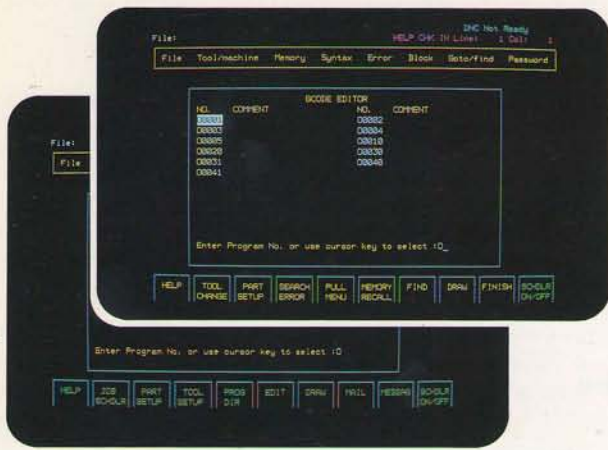 DNC Not Ready
File: HELP CHK IN Line: 1 Col: 1
File Tool/machine Memory Syntax Error Block Goto/find Password
GCODE EDITOR
NO. COMMENT NO. COMMENT
O0001 O0002
O0003 O0004
O0005 O0010
O0020 O0030
O0031 O0040
O0041
Enter Program No. or use cursor key to select :O_
HELP TOOL CHANGE PART SETUP SEARCH ERROR PULL MENU MEMORY RECALL FIND DRAW FINISH SCHDLR ON/OFF
File:
File
Enter Program No. or use cursor key to select :O
HELP JOB SCHDLR PART SETUP TOOL SETUP PROG DIR EDIT DRAW MAIL MESSAG SCHDLR ON/OFF